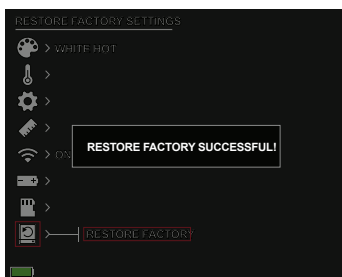 RESTORE FACTORY SETTINGS
> WHITE HOT
>
>
>
> ON
RESTORE FACTORY SUCCESSFUL!
>
>
> RESTORE FACTORY